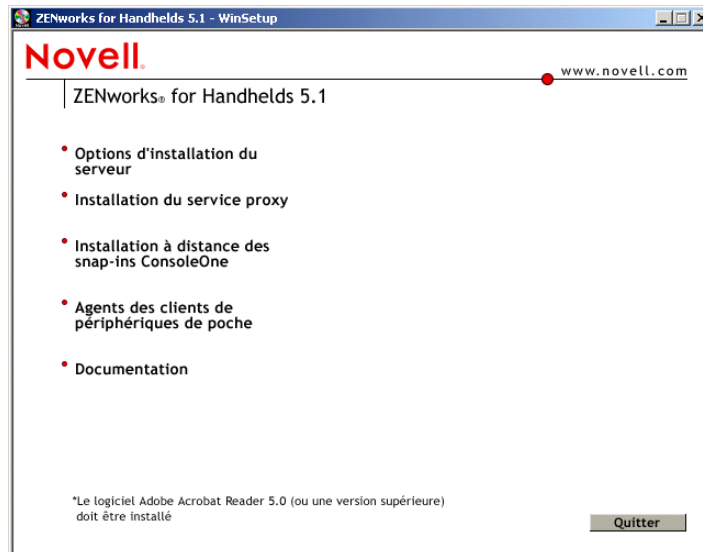 ZENworks for Handhelds 5.1 - WinSetup
Novell®
www.novell.com
ZENworks® for Handhelds 5.1
Options d'installation du
serveur
Installation du service proxy
Installation à distance des
snap-ins ConsoleOne
Agents des clients de
périphériques de poche
Documentation
*Le logiciel Adobe Acrobat Reader 5.0 (ou une version supérieure)
doit être installé
Quitter